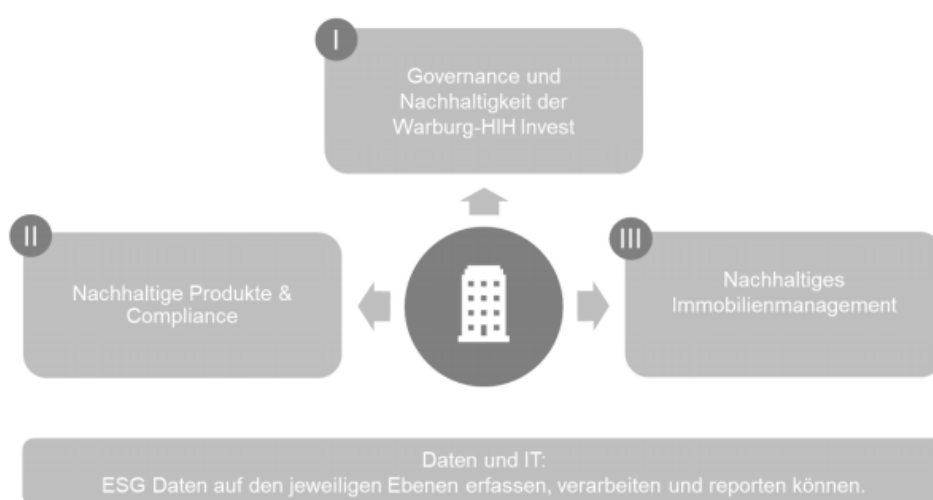 I
Governance und
Nachhaltigkeit der
Warburg-HIH Invest
II
Nachhaltige Produkte &
Compliance
III
Nachhaltiges
Immobilienmanagement
Daten und IT:
ESG Daten auf den jeweiligen Ebenen erfassen, verarbeiten und reporten können.